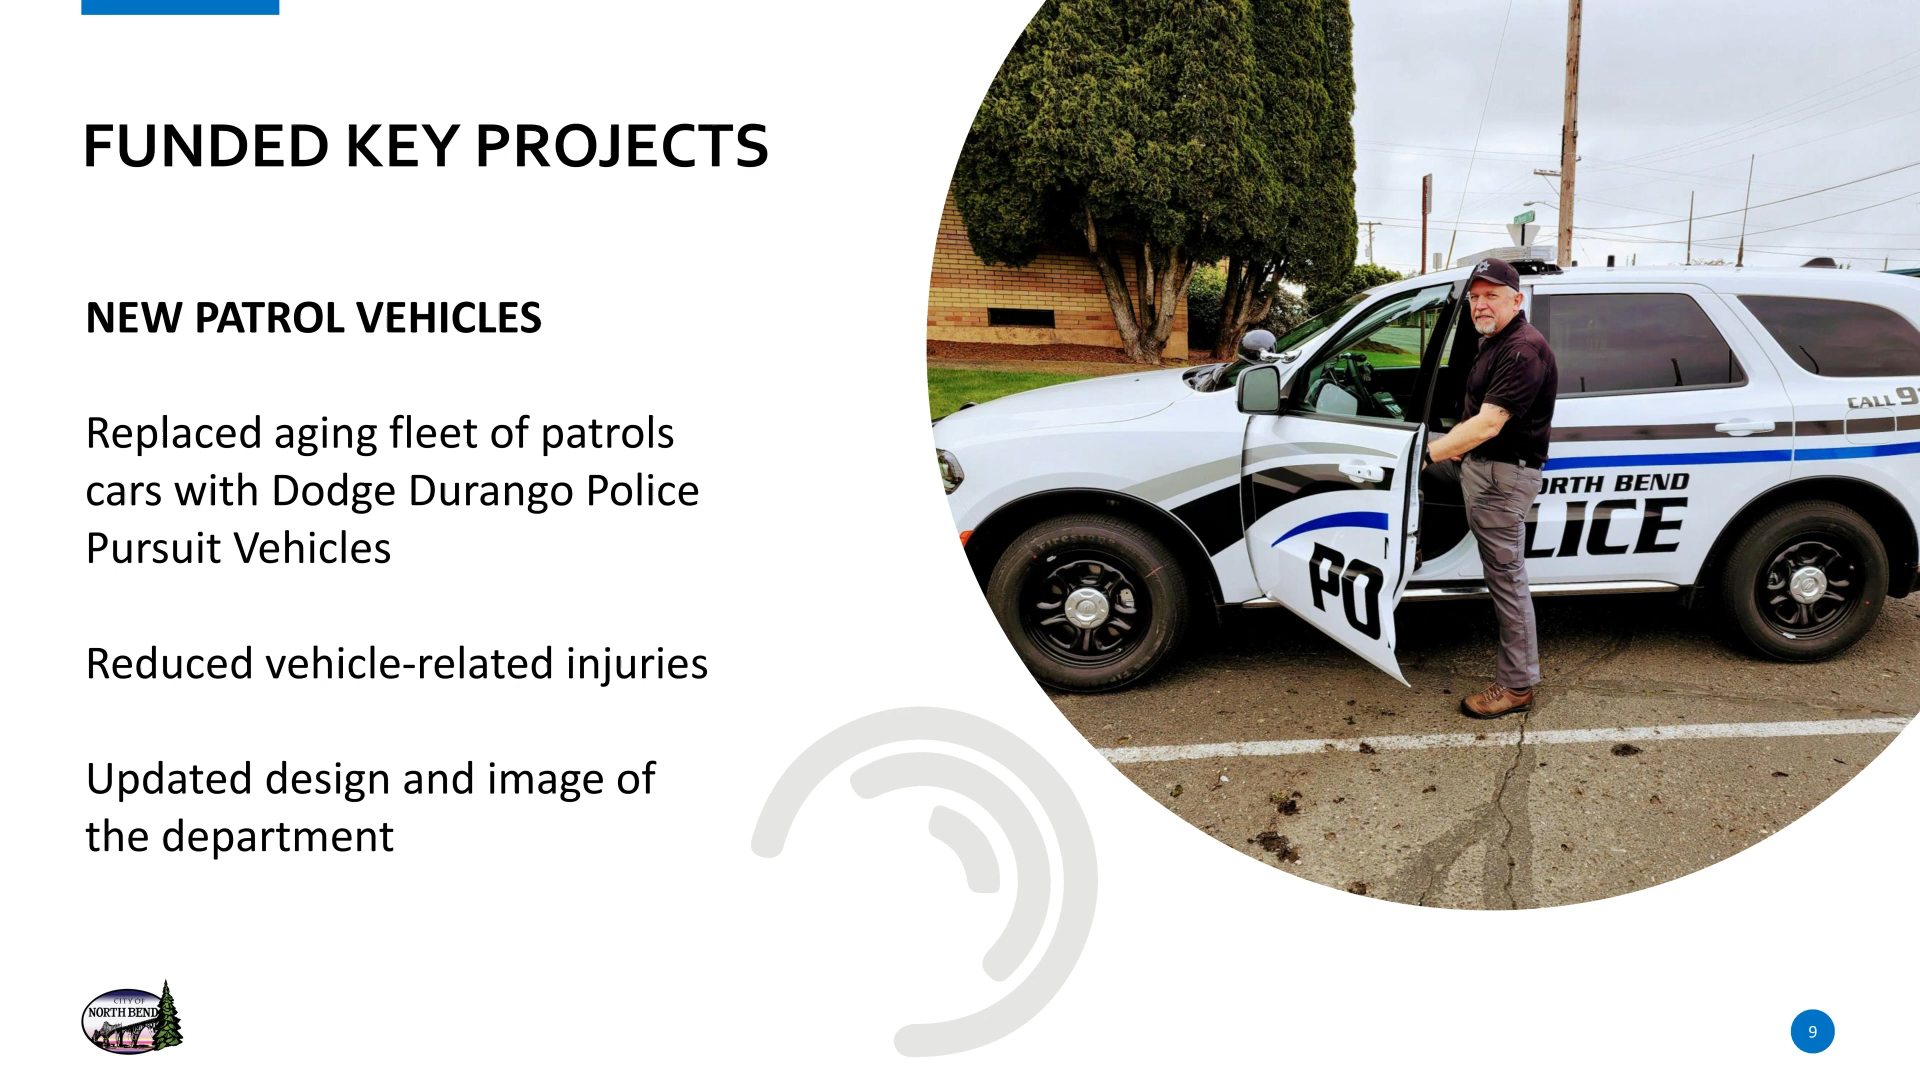 FUNDED KEY PROJECTS
NEW PATROL VEHICLES
Replaced aging fleet of patrols
cars with Dodge Durango Police
Pursuit Vehicles
Reduced vehicle-related injuries
Updated design and image of
the department
CALL 9
ORTH BEND
LICE
PO
CITY OF
NORTH BEND
9